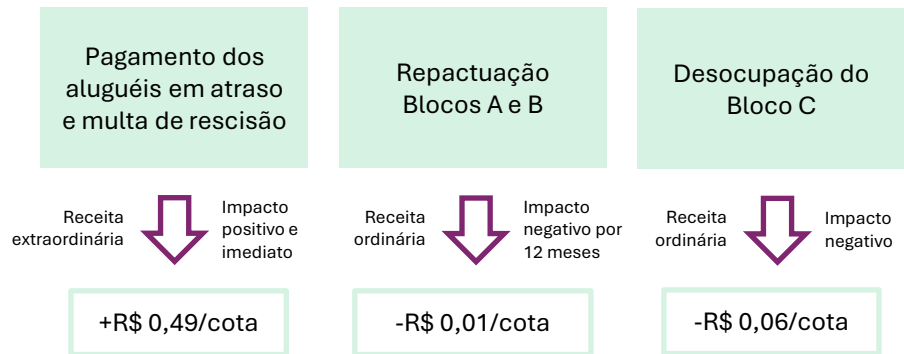 Pagamento dos
aluguéis em atraso
e multa de rescisão
Receita
extraordinária
Impacto
positivo e
imediato
+R$ 0,49/cota
Repactuação
Blocos A e B
Receita
ordinária
Impacto
negativo por
12 meses
-R$ 0,01/cota
Desocupação do
Bloco C
Receita
ordinária
Impacto
negativo
-R$ 0,06/cota